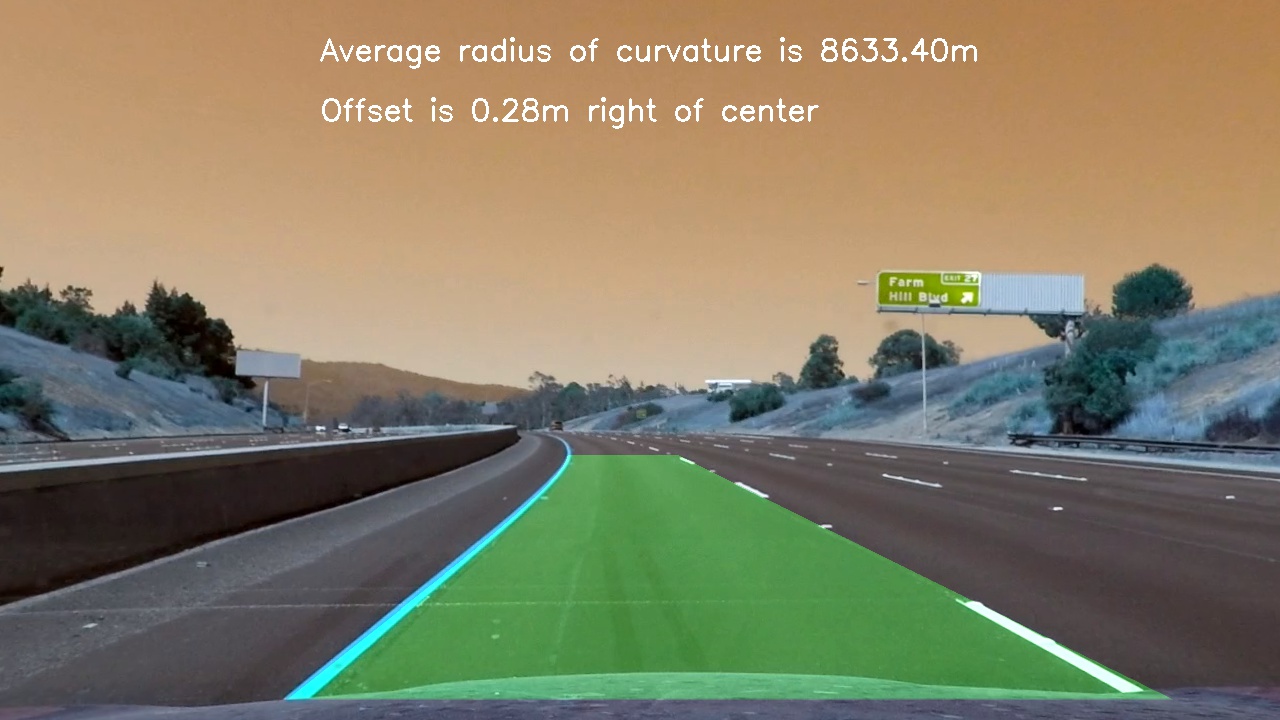 Average radius of curvature is 8633.40m
Offset is 0.28m right of center
EXIT 27
Farm
Hill Blvd